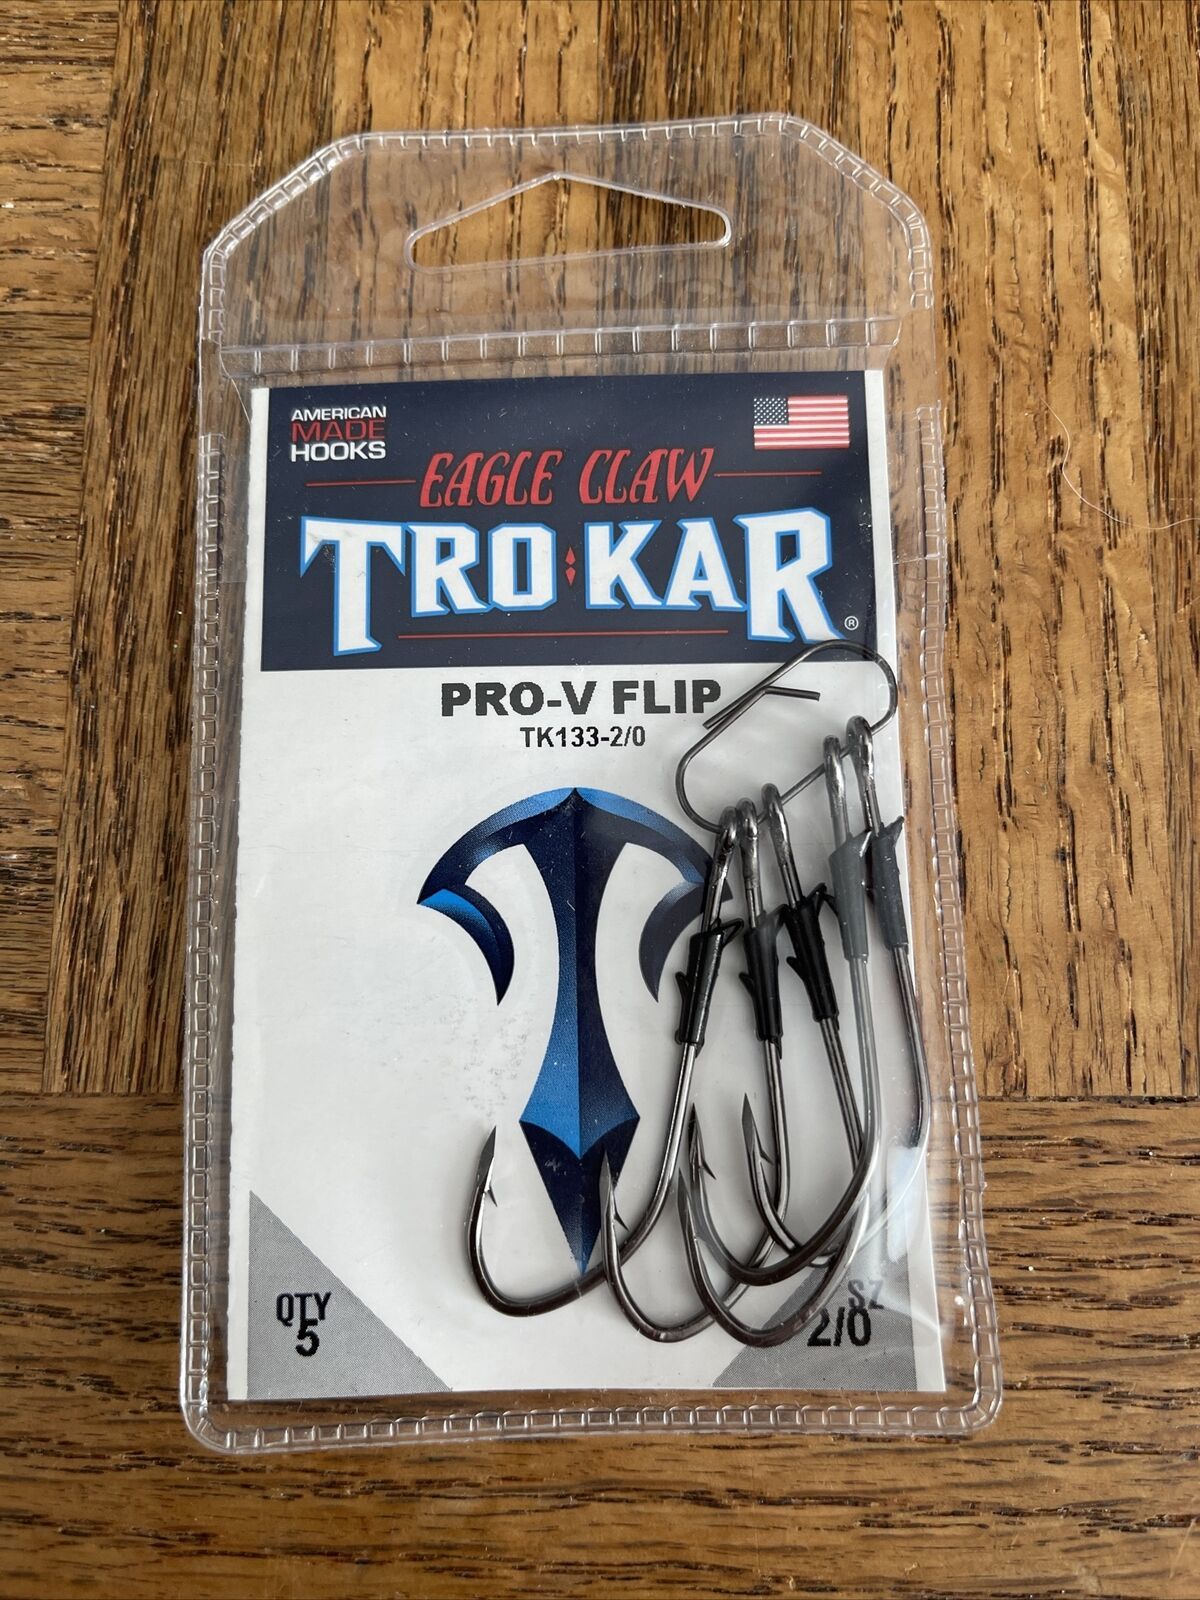 AMERICAN
MADE
HOOKS
EAGLE CLAW
TRO KAR®
PRO-V FLIP
TK133-2/0
QTY
5
SZ
2/0